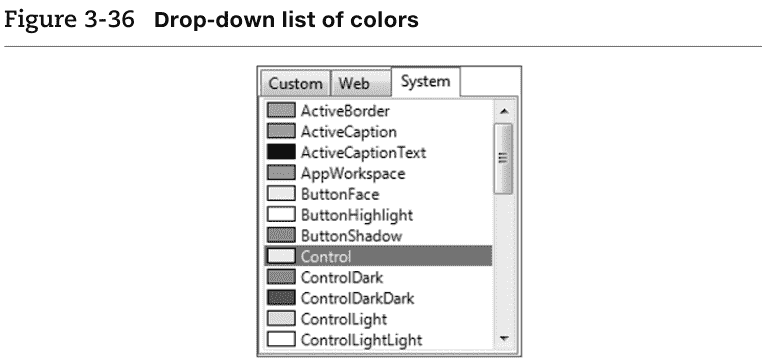 Figure 3-36 Drop-down list of colors
Custom Web System
ActiveBorder
ActiveCaption
ActiveCaptionText
AppWorkspace
ButtonFace
ButtonHighlight
ButtonShadow
Control
ControlDark
ControlDarkDark
ControlLight
ControlLightLight